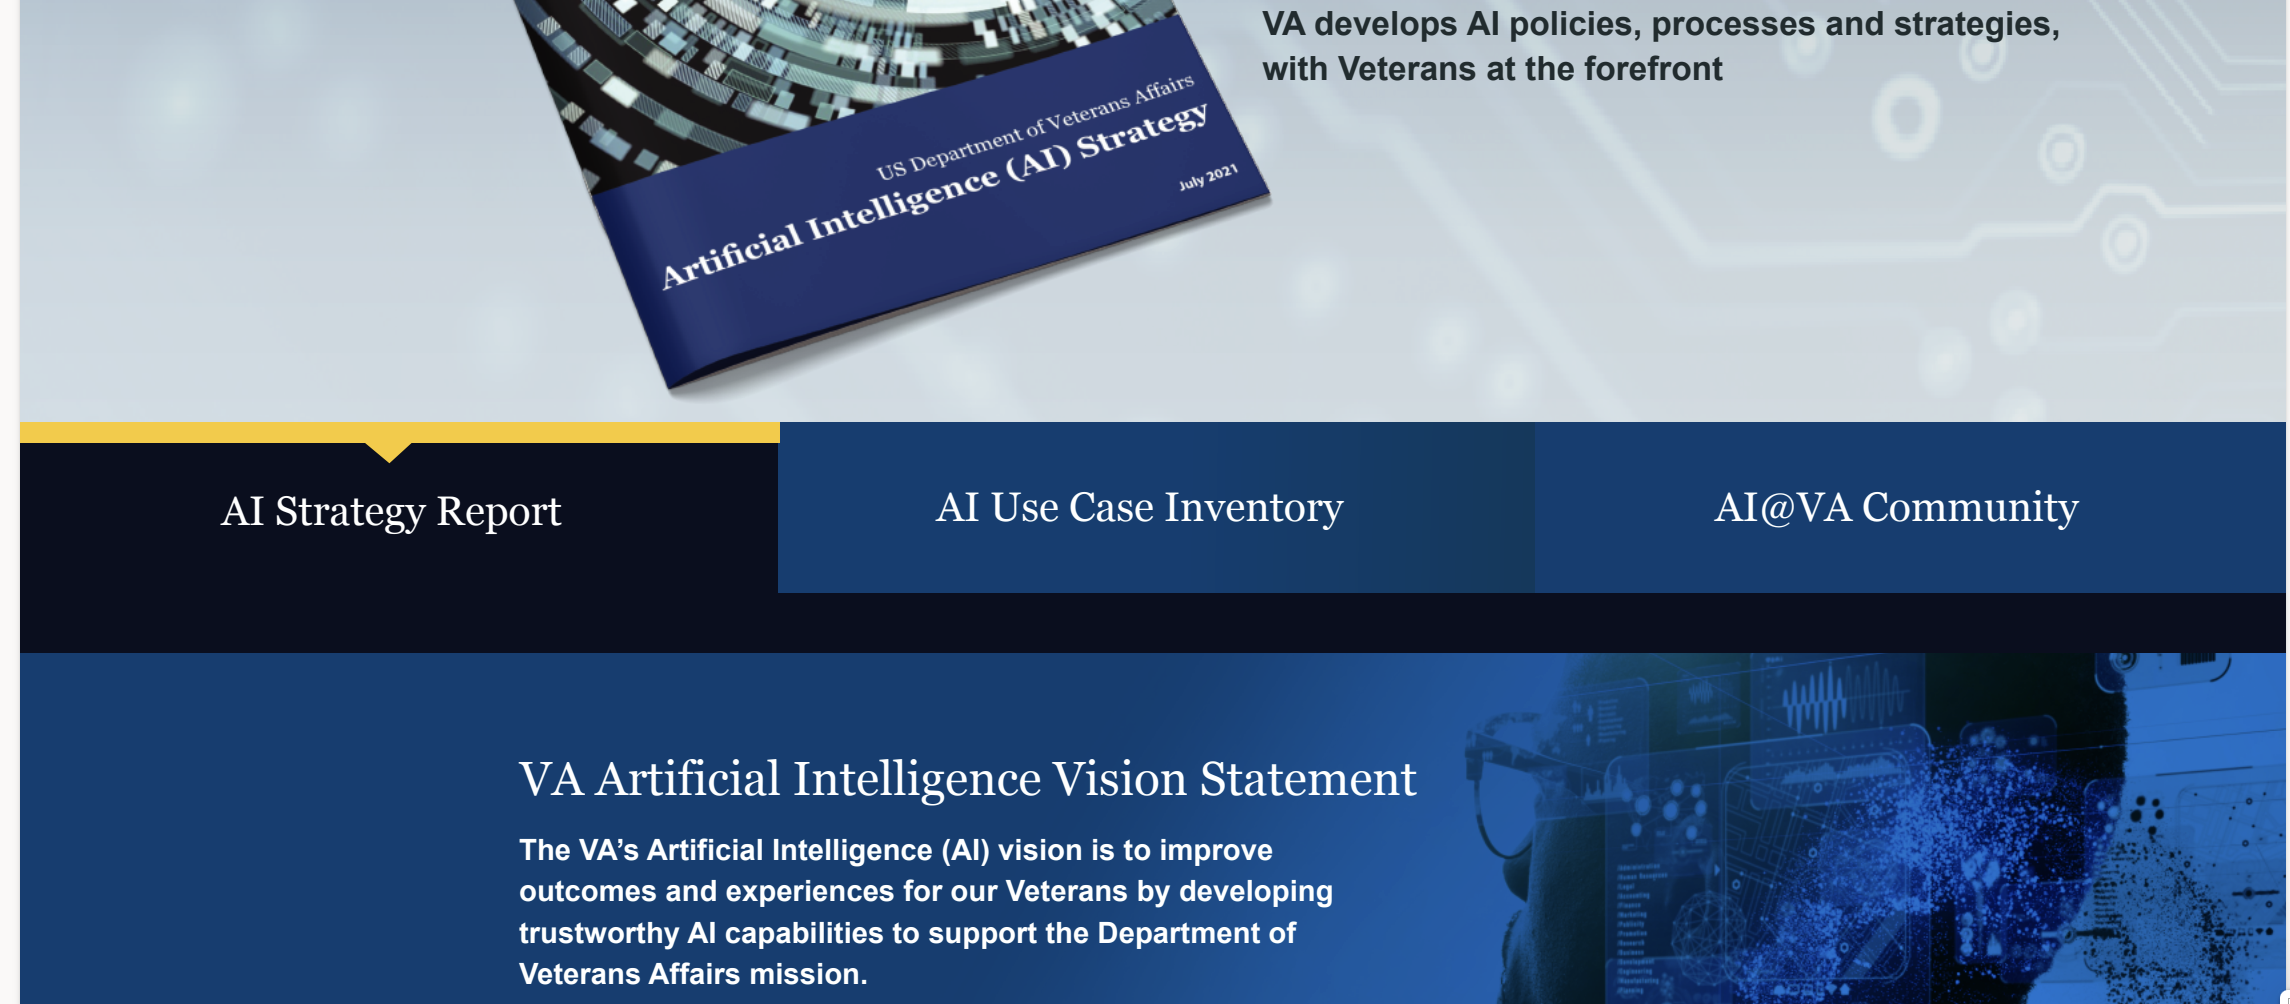 VA develops AI policies, processes and strategies,
with Veterans at the forefront
US Department of Veterans Affairs
Artificial Intelligence (AI) Strategy
July 2021
AI Strategy Report
AI Use Case Inventory
AI@VA Community
VA Artificial Intelligence Vision Statement
The VA’s Artificial Intelligence (AI) vision is to improve
outcomes and experiences for our Veterans by developing
trustworthy AI capabilities to support the Department of
Veterans Affairs mission.